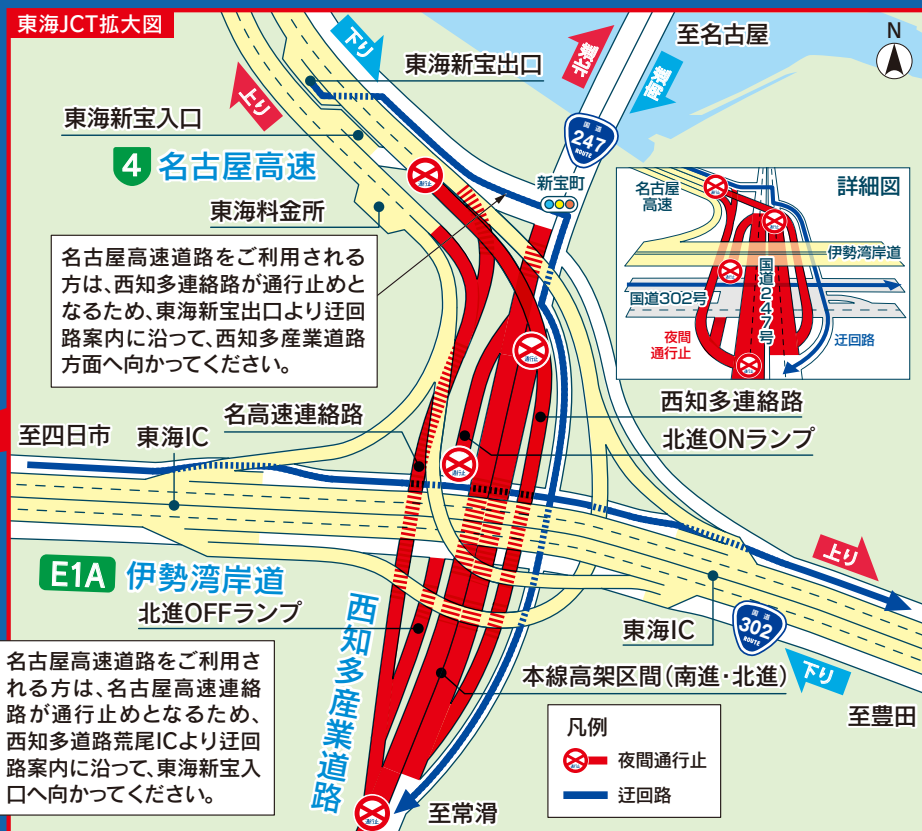 東海JCT拡大図
下り
東海新宝出口
北進
南進
至名古屋
N
上り
東海新宝入口
4 名古屋高速
国道
247
ROUTE
新宝町
東海料金所
名古屋高速道路をご利用される
方は、西知多連絡路が通行止めと
なるため、東海新宝出口より迂回
路案内に沿って、西知多産業道路
方面へ向かってください。
通行止
詳細図
名古屋
高速
伊勢湾岸道
国道302号
国道247号
夜間
通行止
迂回路
通行止
名高速連絡路
西知多連絡路
北進ONランプ
至四日市
東海IC
通行止
E1A 伊勢湾岸道
上り
北進OFFランプ
西知多産業道路
東海IC
国道
302
ROUTE
下り
本線高架区間(南進・北進)
至豊田
名古屋高速道路をご利用さ
れる方は、名古屋高速連絡
路が通行止めとなるため、
西知多道路荒尾ICより迂回
路案内に沿って、東海新宝入
口へ向かってください。
凡例
夜間通行止
迂回路
通行止
至常滑